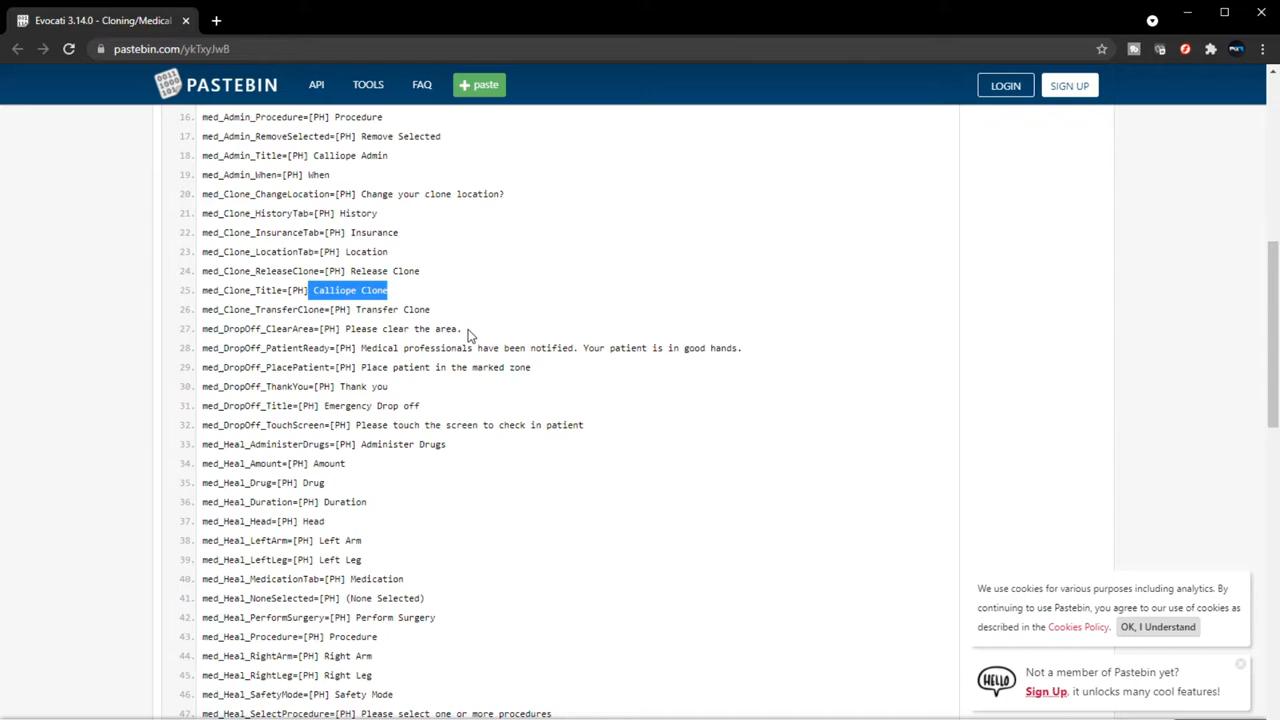 Evocati 3.14.0 - Cloning/Medical
pastebin.com/ykTxyJwB
PASTEBIN
API
TOOLS
FAQ
+ paste
LOGIN
SIGN UP
16. med_Admin_Procedure=[PH] Procedure
17. med_Admin_RemoveSelected=[PH] Remove Selected
18. med_Admin_Title=[PH] Calliope Admin
19. med_Admin_When=[PH] When
20. med_Clone_ChangeLocation=[PH] Change your clone location?
21. med_Clone_HistoryTab=[PH] History
22. med_Clone_InsuranceTab=[PH] Insurance
23. med_Clone_LocationTab=[PH] Location
24. med_Clone_ReleaseClone=[PH] Release Clone
25. med_Clone_Title=[PH] Calliope Clone
26. med_Clone_TransferClone=[PH] Transfer Clone
27. med_DropOff_ClearArea=[PH] Please clear the area.
28. med_DropOff_PatientReady=[PH] Medical professionals have been notified. Your patient is in good hands.
29. med_DropOff_PlacePatient=[PH] Place patient in the marked zone
30. med_DropOff_ThankYou=[PH] Thank you
31. med_DropOff_Title=[PH] Emergency Drop off
32. med_DropOff_TouchScreen=[PH] Please touch the screen to check in patient
33. med_Heal_AdministerDrugs=[PH] Administer Drugs
34. med_Heal_Amount=[PH] Amount
35. med_Heal_Drug=[PH] Drug
36. med_Heal_Duration=[PH] Duration
37. med_Heal_Head=[PH] Head
38. med_Heal_LeftArm=[PH] Left Arm
39. med_Heal_LeftLeg=[PH] Left Leg
40. med_Heal_MedicationTab=[PH] Medication
41. med_Heal_NoneSelected=[PH] (None Selected)
42. med_Heal_PerformSurgery=[PH] Perform Surgery
43. med_Heal_Procedure=[PH] Procedure
44. med_Heal_RightArm=[PH] Right Arm
45. med_Heal_RightLeg=[PH] Right Leg
46. med_Heal_SafetyMode=[PH] Safety Mode
47. med_Heal_SelectProcedure=[PH] Please select one or more procedures
We use cookies for various purposes including analytics. By
continuing to use Pastebin, you agree to our use of cookies as
described in the Cookies Policy. OK, I Understand
HELLO
Not a member of Pastebin yet?
Sign Up, it unlocks many cool features!